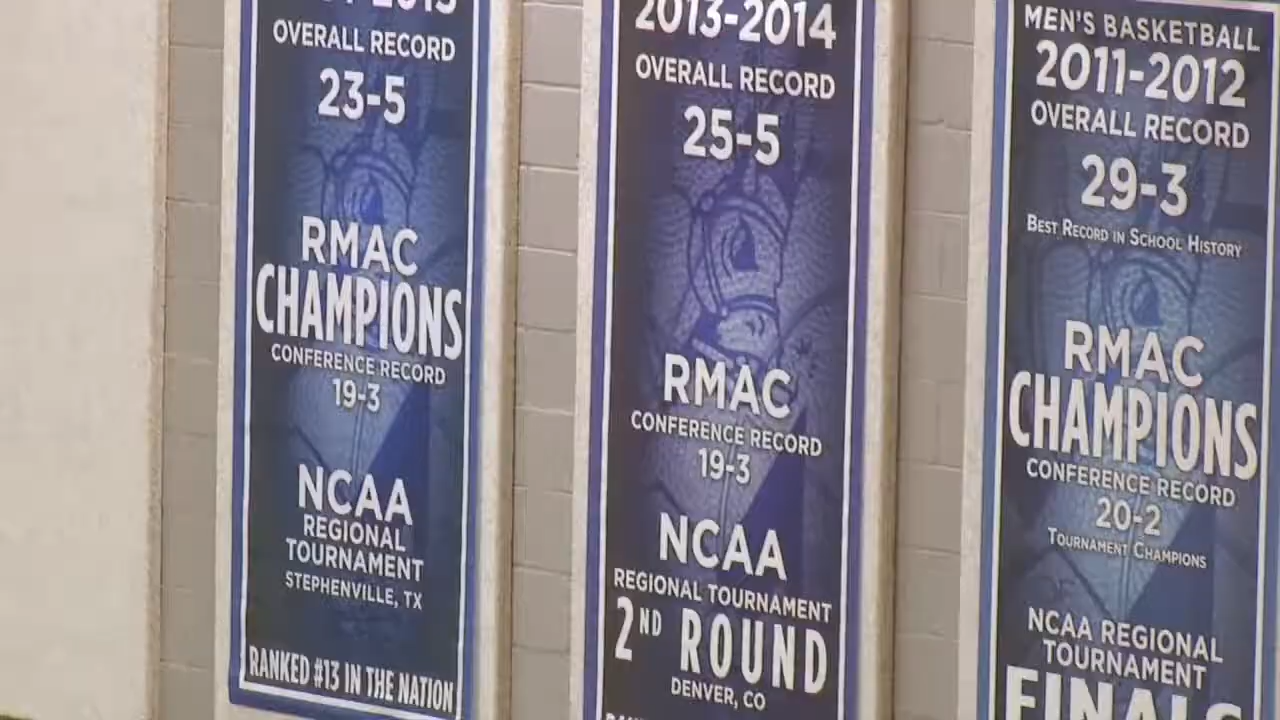 2013
OVERALL RECORD
23-5
RMAC
CHAMPIONS
CONFERENCE RECORD
19-3
NCAA
REGIONAL
TOURNAMENT
STEPHENVILLE, TX
RANKED #13 IN THE NATION
2013-2014
OVERALL RECORD
25-5
RMAC
CONFERENCE RECORD
19-3
NCAA
REGIONAL TOURNAMENT
2ND ROUND
DENVER, CO
MEN'S BASKETBALL
2011-2012
OVERALL RECORD
29-3
BEST RECORD IN SCHOOL HISTORY
RMAC
CHAMPIONS
CONFERENCE RECORD
20-2
TOURNAMENT CHAMPIONS
NCAA REGIONAL
TOURNAMENT
FINALS